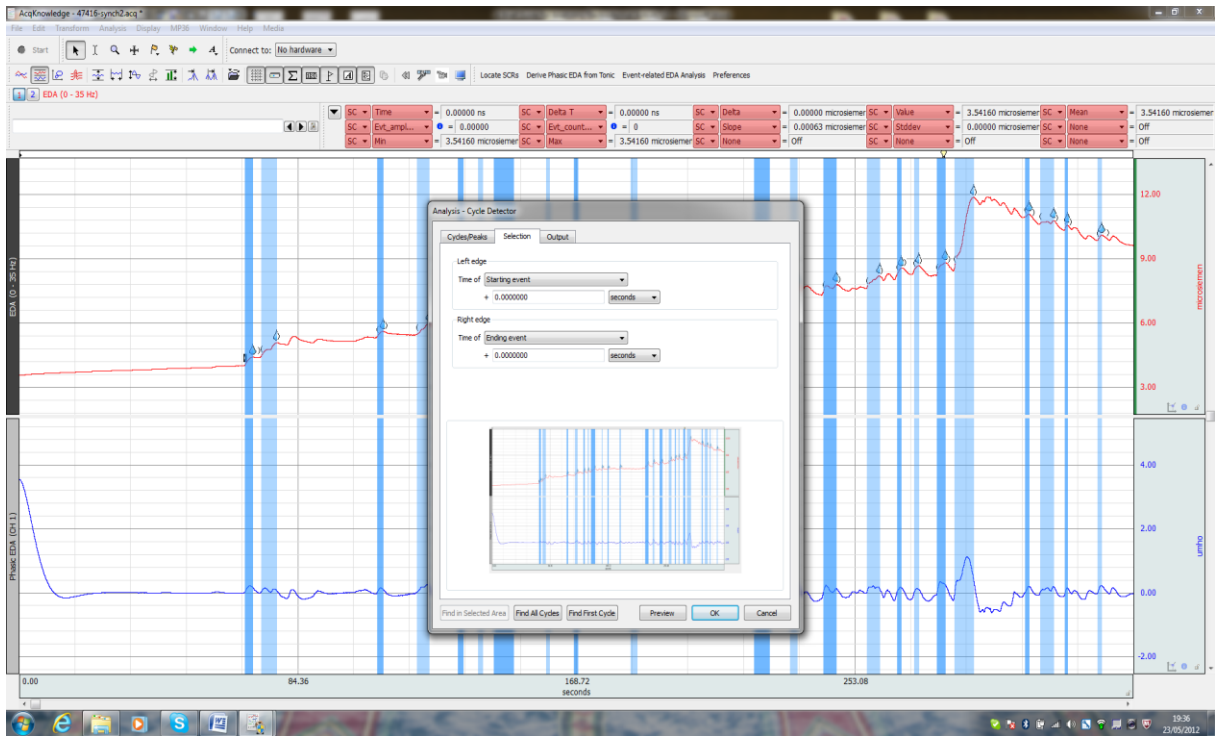 AcqKnowledge - 47416-synch2.acq *
File Edit Transform Analysis Display MP36 Window Help Media
Start Connect to: No hardware
Locate SCRs Derive Phasic EDA from Tonic Event-related EDA Analysis Preferences
1 2 EDA (0 - 35 Hz)
SC Time = 0.00000 ns SC Delta T = 0.00000 ns SC Delta = 0.00000 microsiemer SC Value = 3.54160 microsiemer SC Mean = 3.54160 microsiemer
SC Evt_ampl... = 0.00000 SC Evt_count... = 0 SC Slope = 0.00063 microsiemer SC Stddev = 0.00000 microsiemer SC None = Off
SC Min = 3.54160 microsiemer SC Max = 3.54160 microsiemer SC None = Off SC None = Off SC None = Off
EDA (0 - 35 Hz)
12.00
9.00
6.00
3.00
microsiemen
Analysis - Cycle Detector
Cycles/Peaks Selection Output
Left edge
Time of Starting event
+ 0.0000000 seconds
Right edge
Time of Ending event
+ 0.0000000 seconds
Find in Selected Area Find All Cycles Find First Cycle Preview OK Cancel
Phasic EDA (CH 1)
4.00
2.00
0.00
-2.00
umho
0.00 84.36 168.72 253.08
seconds
19:36
23/05/2012